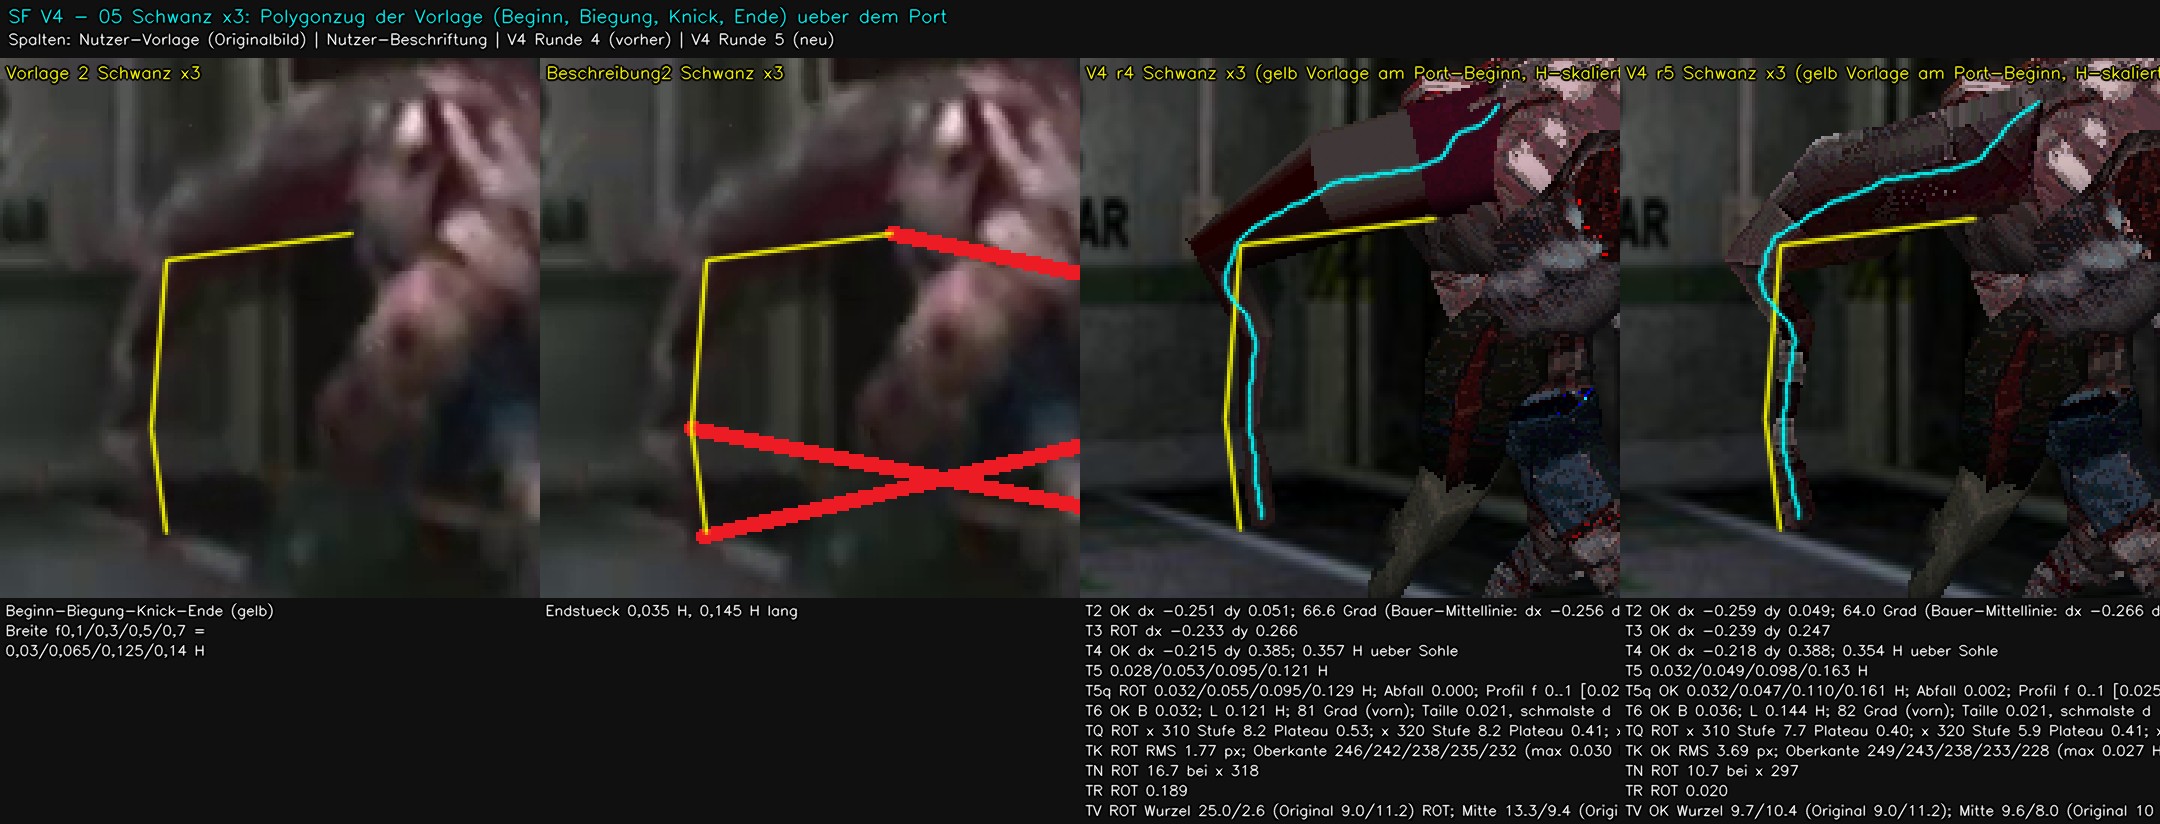 SF V4 – 05 Schwanz x3: Polygonzug der Vorlage (Beginn, Biegung, Knick, Ende) ueber dem Port
Spalten: Nutzer–Vorlage (Originalbild) | Nutzer–Beschriftung | V4 Runde 4 (vorher) | V4 Runde 5 (neu)
Vorlage 2 Schwanz x3
Beschreibung2 Schwanz x3
V4 r4 Schwanz x3 (gelb Vorlage am Port–Beginn, H–skaliert
V4 r5 Schwanz x3 (gelb Vorlage am Port–Beginn, H–skaliert
AR
AR
Beginn–Biegung–Knick–Ende (gelb)
Breite f0,1/0,3/0,5/0,7 =
0,03/0,065/0,125/0,14 H
Endstueck 0,035 H, 0,145 H lang
T2 OK dx –0.251 dy 0.051; 66.6 Grad (Bauer–Mittellinie: dx –0.256 d
T3 ROT dx –0.233 dy 0.266
T4 OK dx –0.215 dy 0.385; 0.357 H ueber Sohle
T5 0.028/0.053/0.095/0.121 H
T5q ROT 0.032/0.055/0.095/0.129 H; Abfall 0.000; Profil f 0..1 [0.02
T6 OK B 0.032; L 0.121 H; 81 Grad (vorn); Taille 0.021, schmalste d
TQ ROT x 310 Stufe 8.2 Plateau 0.53; x 320 Stufe 8.2 Plateau 0.41; x
TK ROT RMS 1.77 px; Oberkante 246/242/238/235/232 (max 0.030
TN ROT 16.7 bei x 318
TR ROT 0.189
TV ROT Wurzel 25.0/2.6 (Original 9.0/11.2) ROT; Mitte 13.3/9.4 (Origi
T2 OK dx –0.259 dy 0.049; 64.0 Grad (Bauer–Mittellinie: dx –0.266 d
T3 OK dx –0.239 dy 0.247
T4 OK dx –0.218 dy 0.388; 0.354 H ueber Sohle
T5 0.032/0.049/0.098/0.163 H
T5q OK 0.032/0.047/0.110/0.161 H; Abfall 0.002; Profil f 0..1 [0.025
T6 OK B 0.036; L 0.144 H; 82 Grad (vorn); Taille 0.021, schmalste d
TQ ROT x 310 Stufe 7.7 Plateau 0.40; x 320 Stufe 5.9 Plateau 0.41; x
TK OK RMS 3.69 px; Oberkante 249/243/238/233/228 (max 0.027 H
TN ROT 10.7 bei x 297
TR ROT 0.020
TV OK Wurzel 9.7/10.4 (Original 9.0/11.2); Mitte 9.6/8.0 (Original 10